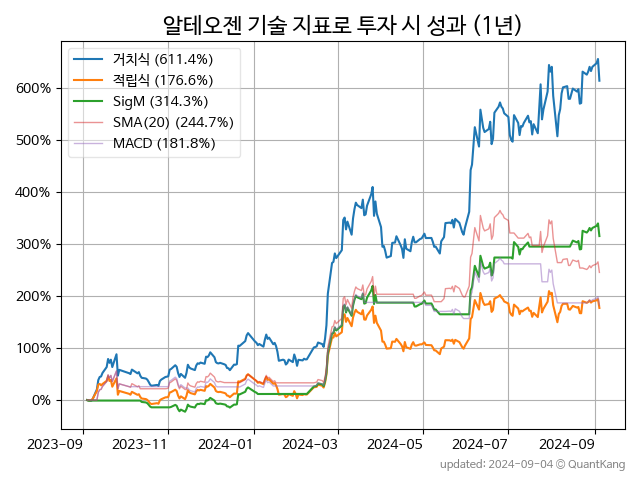 알테오젠 기술 지표로 투자 시 성과 (1년)
거치식 (611.4%)
적립식 (176.6%)
SigM (314.3%)
SMA(20) (244.7%)
MACD (181.8%)
600%
500%
400%
300%
200%
100%
0%
2023-09 2023-11 2024-01 2024-03 2024-05 2024-07 2024-09
updated: 2024-09-04 © QuantKang